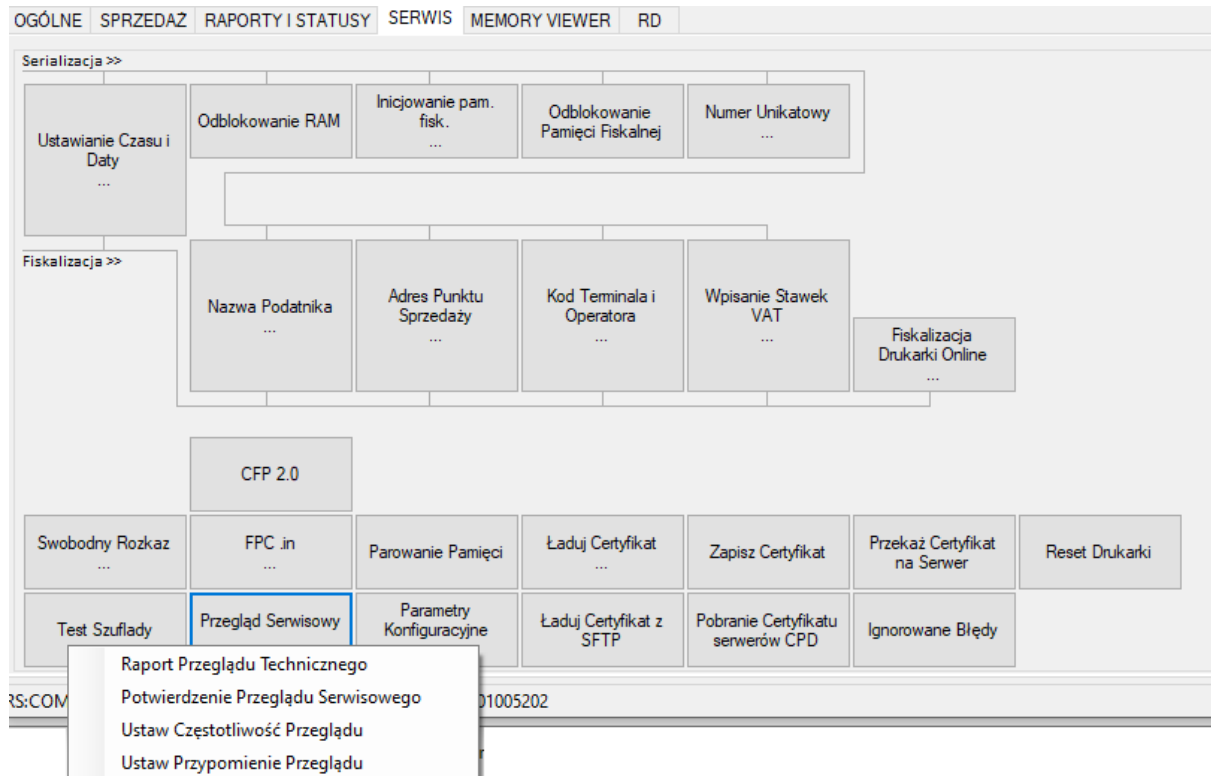 OGÓLNE SPRZEDAŻ RAPORTY I STATUSY SERWIS MEMORY VIEWER RD
Serializacja >>
Ustawianie Czasu i
Daty
...
Odblokowanie RAM
Inicjowanie pam.
fisk.
...
Odblokowanie
Pamięci Fiskalnej
Numer Unikatowy
...
Fiskalizacja >>
Nazwa Podatnika
...
Adres Punktu
Sprzedaży
...
Kod Terminala i
Operatora
...
Wpisanie Stawek
VAT
...
Fiskalizacja
Drukarki Online
...
CFP 2.0
Swobodny Rozkaz
...
FPC .in
...
Parowanie Pamięci
Ładuj Certyfikat
...
Zapisz Certyfikat
Przekaż Certyfikat
na Serwer
Reset Drukarki
Test Szuflady
Przegląd Serwisowy
Parametry
Konfiguracyjne
Ładuj Certyfikat z
SFTP
Pobranie Certyfikatu
serwerów CPD
Ignorowane Błędy
Raport Przeglądu Technicznego
Potwierdzenie Przeglądu Serwisowego
Ustaw Częstotliwość Przeglądu
Ustaw Przypomienie Przeglądu
RS:COM 01005202